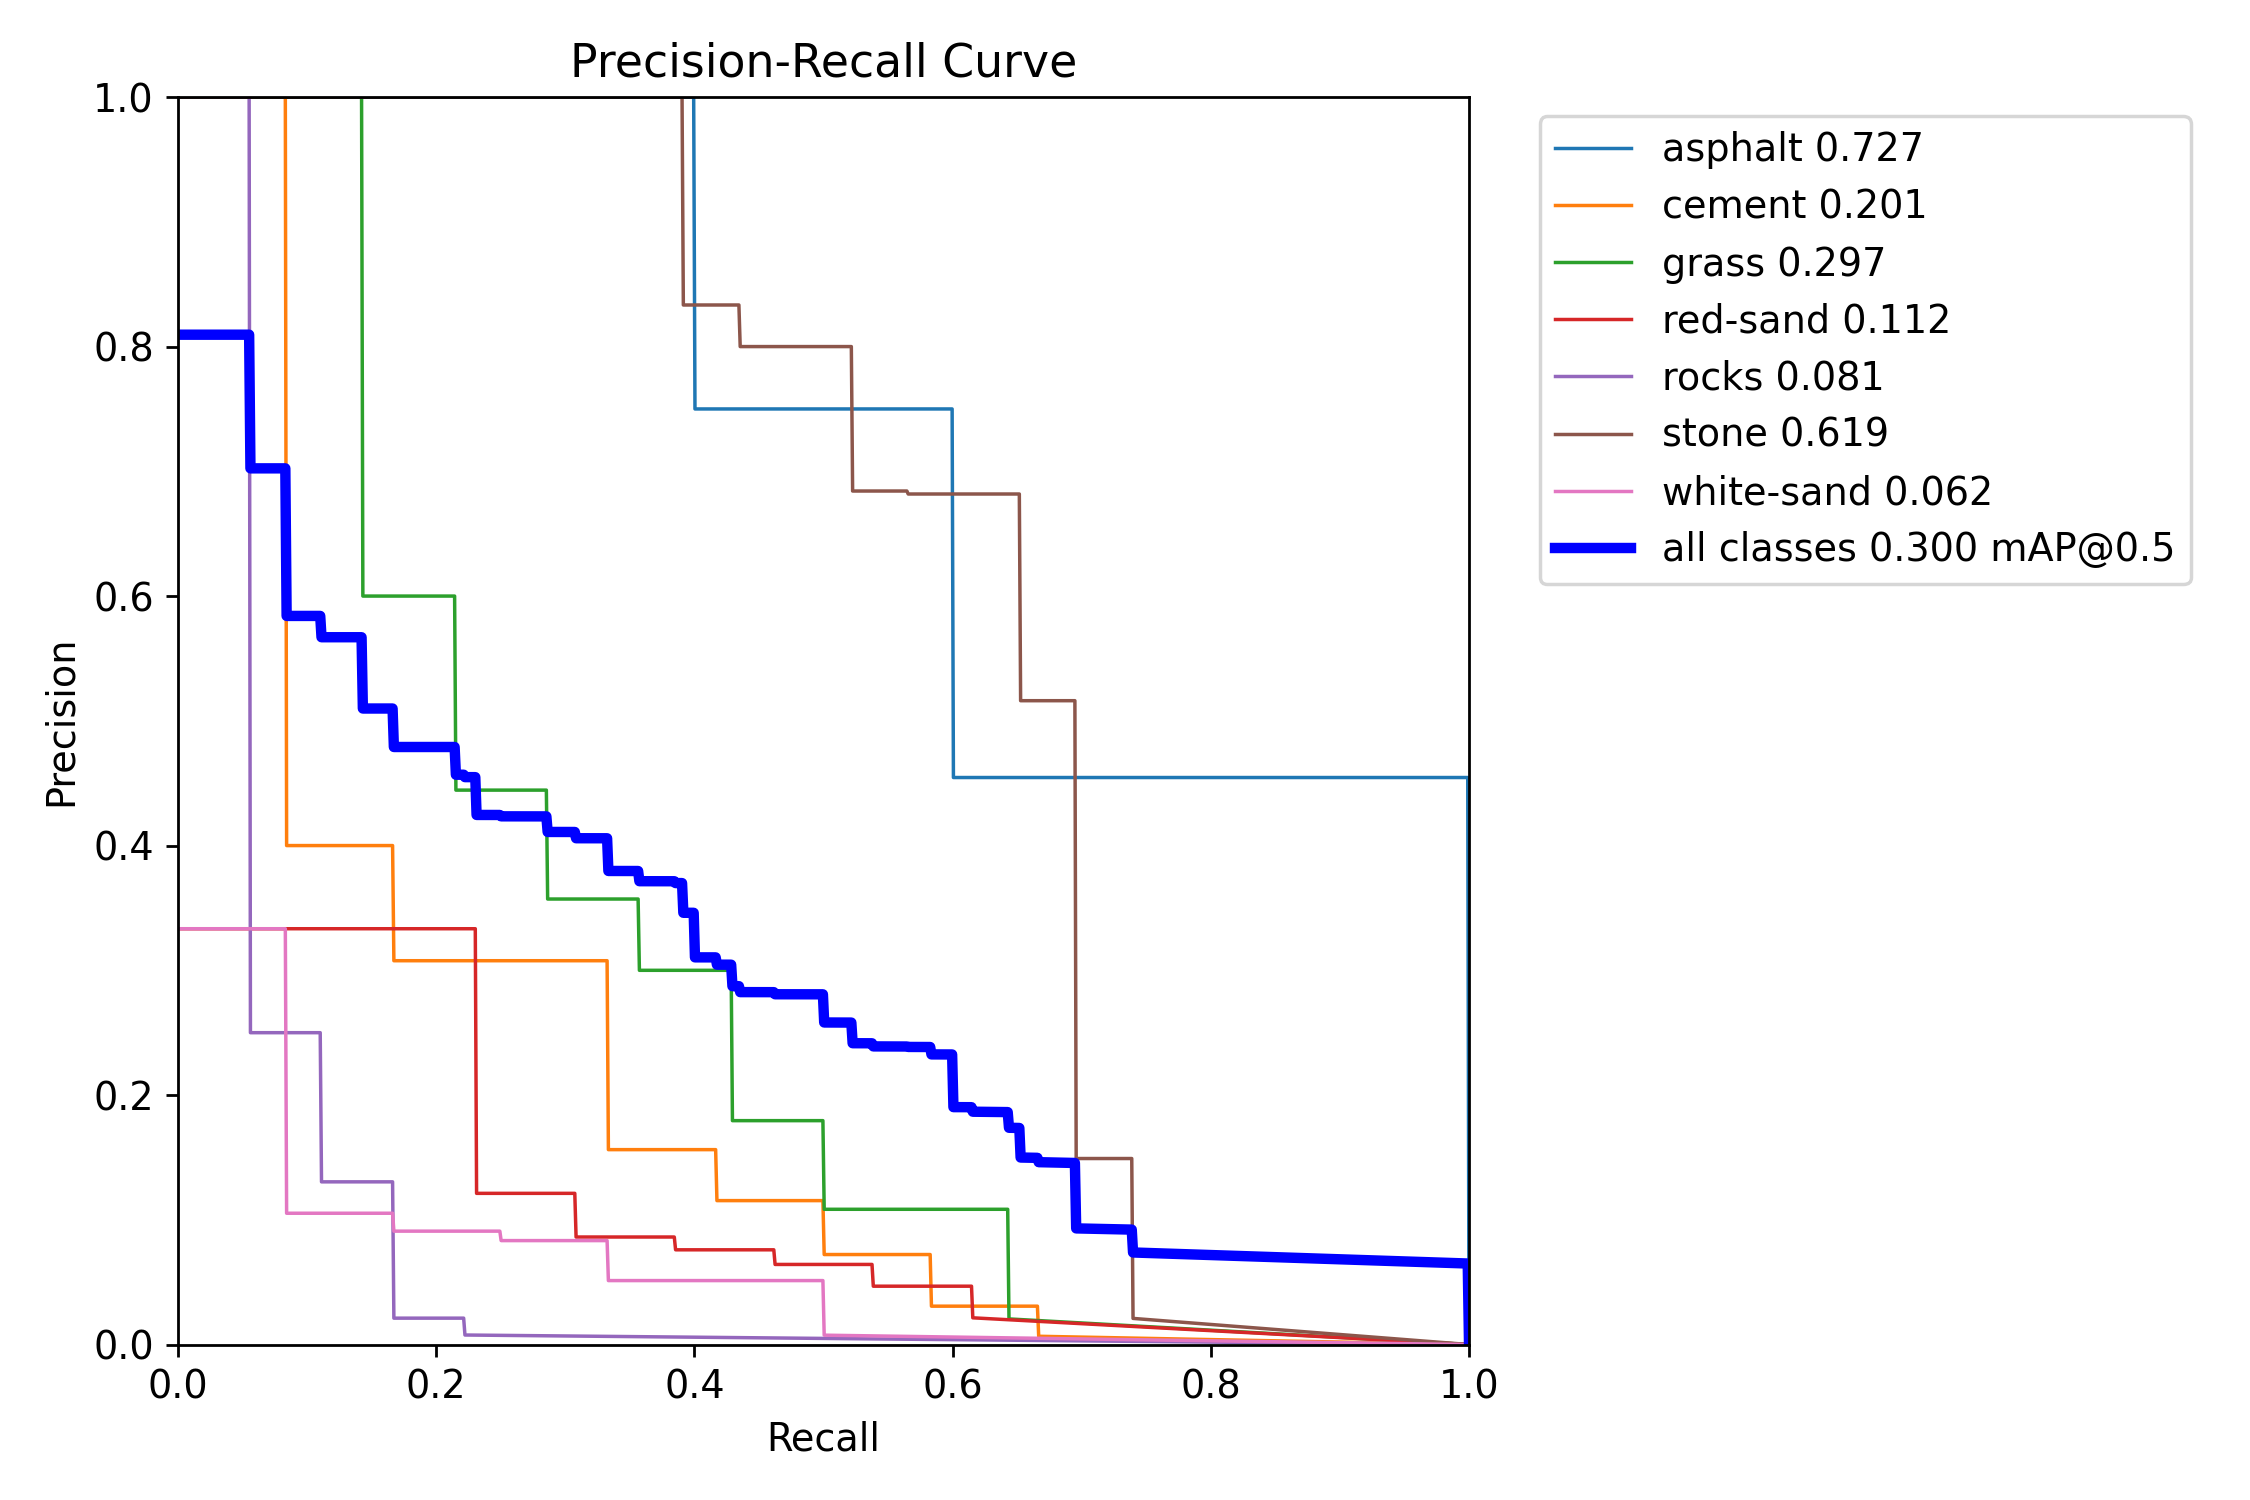 Precision-Recall Curve
1.0
0.8
0.6
0.4
0.2
0.0
Precision
0.0 0.2 0.4 0.6 0.8 1.0
Recall
asphalt 0.727
cement 0.201
grass 0.297
red-sand 0.112
rocks 0.081
stone 0.619
white-sand 0.062
all classes 0.300 mAP@0.5